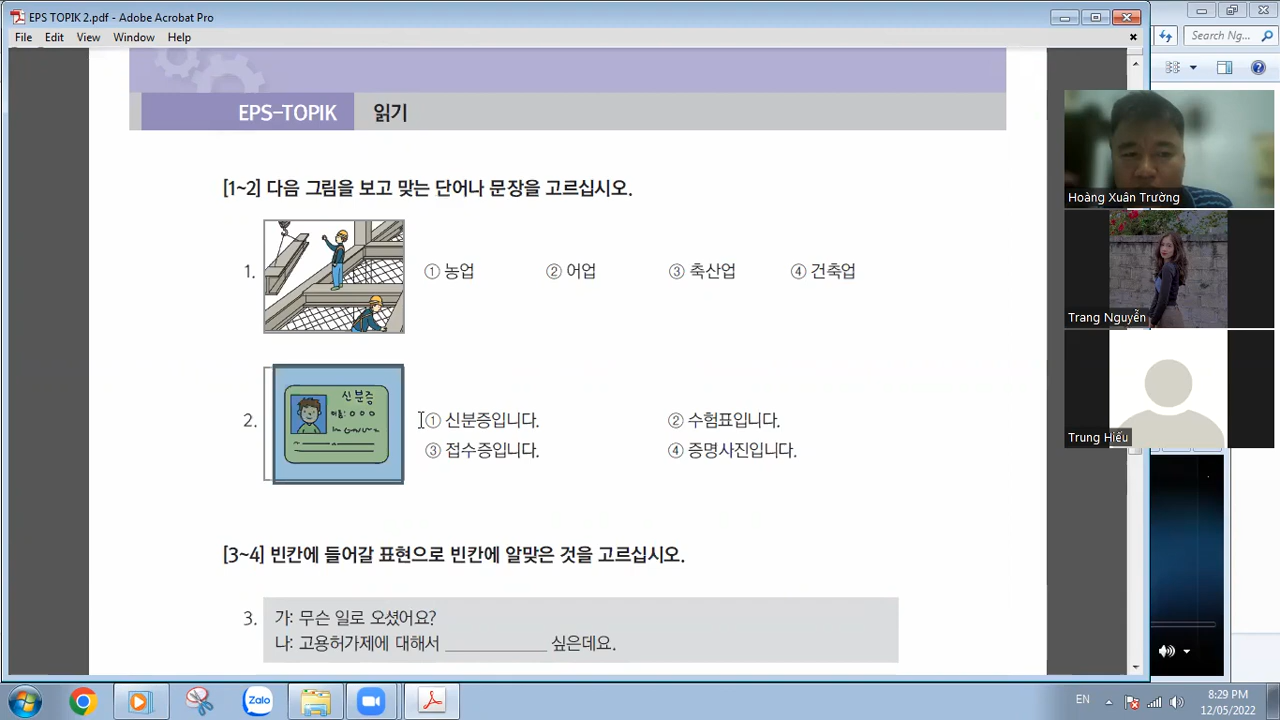 EPS TOPIK 2.pdf - Adobe Acrobat Pro
File Edit View Window Help
Search Ng...
EPS-TOPIK 읽기
[1~2] 다음 그림을 보고 맞는 단어나 문장을 고르십시오.
1. ① 농업 ② 어업 ③ 축산업 ④ 건축업
신분증
이름: ㅇㅇㅇ
2. ① 신분증입니다. ② 수험표입니다.
③ 접수증입니다. ④ 증명사진입니다.
[3~4] 빈칸에 들어갈 표현으로 빈칸에 알맞은 것을 고르십시오.
3. 가: 무슨 일로 오셨어요?
나: 고용허가제에 대해서 ____________ 싶은데요.
Hoàng Xuân Trường
Trang Nguyễn
Trung Hiếu
Zalo
EN
8:29 PM
12/05/2022